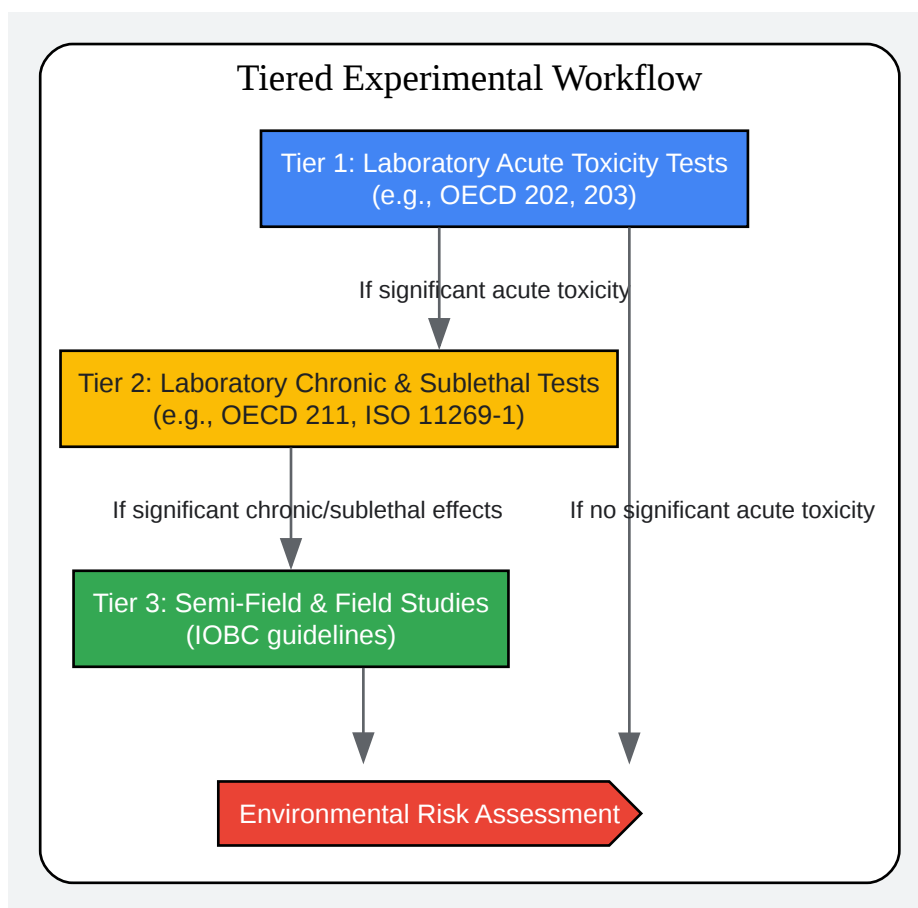 Tiered Experimental Workflow
Tier 1: Laboratory Acute Toxicity Tests
(e.g., OECD 202, 203)
If significant acute toxicity
Tier 2: Laboratory Chronic & Sublethal Tests
(e.g., OECD 211, ISO 11269-1)
If significant chronic/sublethal effects
If no significant acute toxicity
Tier 3: Semi-Field & Field Studies
(IOBC guidelines)
Environmental Risk Assessment